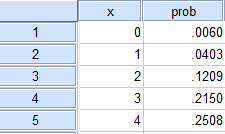 x prob
1 0 .0060
2 1 .0403
3 2 .1209
4 3 .2150
5 4 .2508